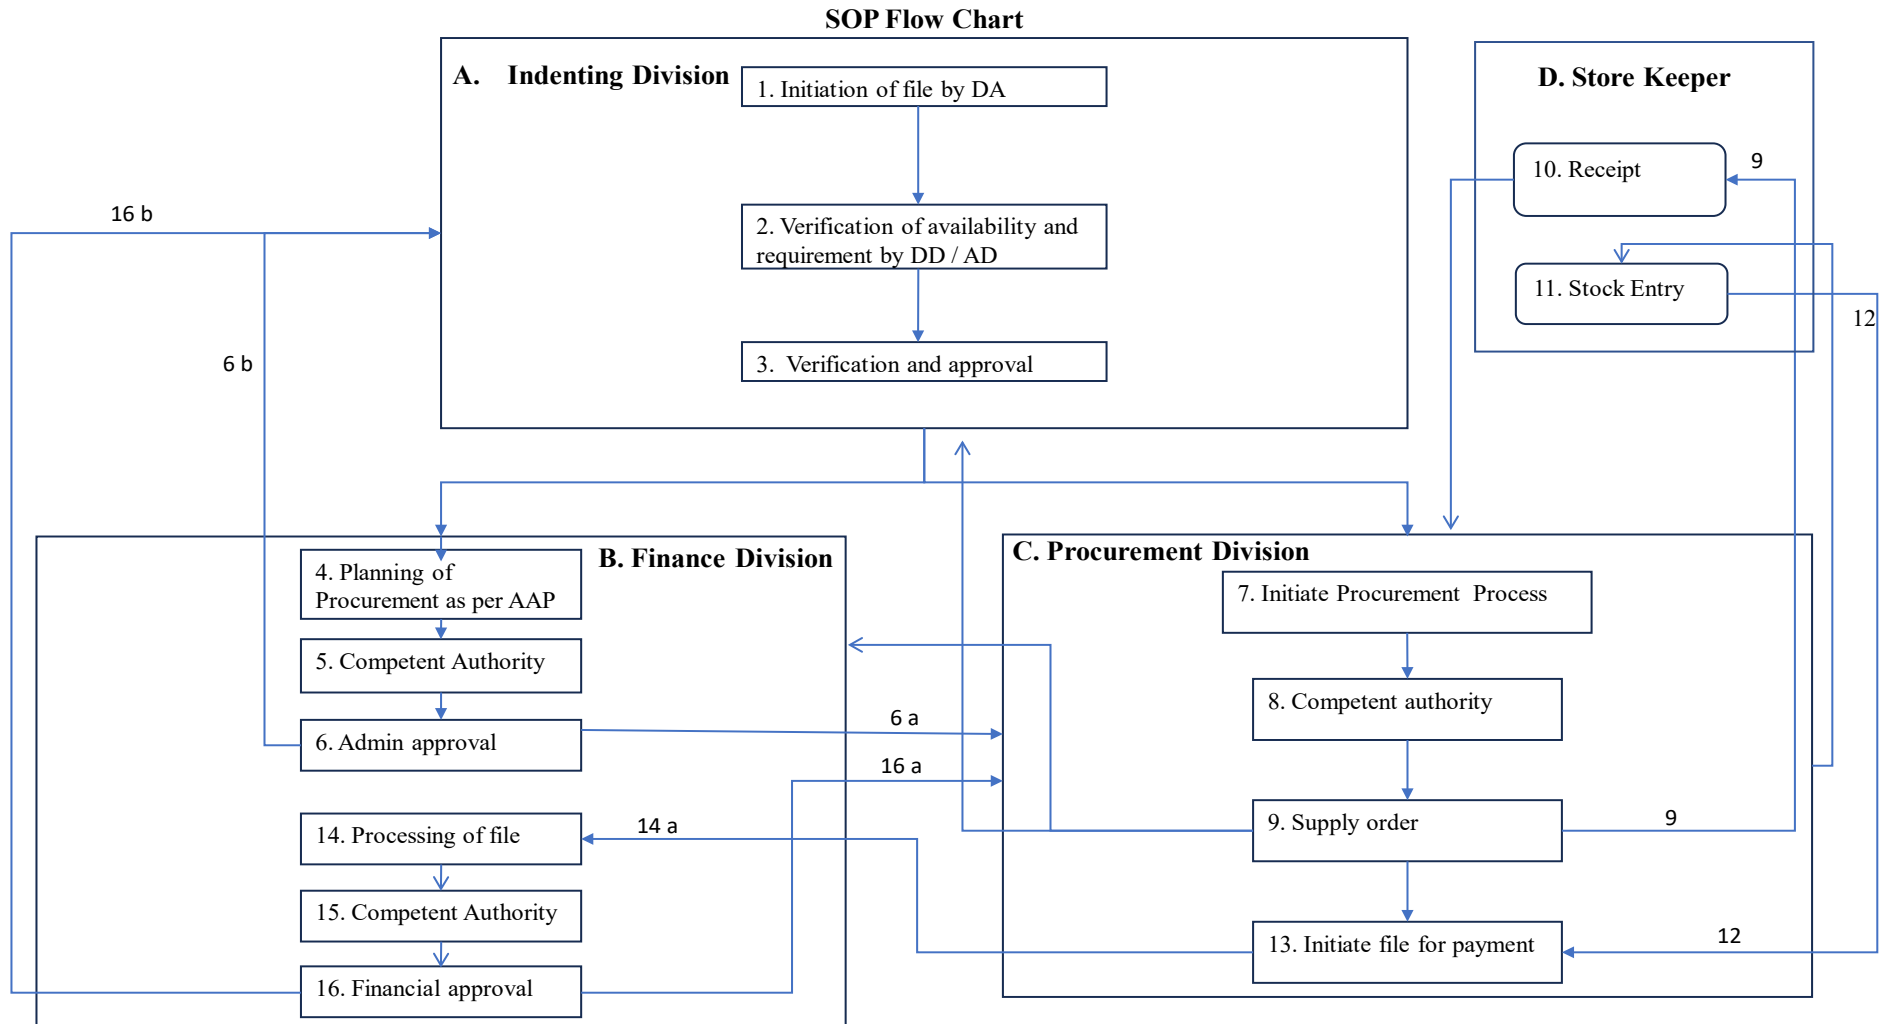 SOP Flow Chart
A. Indenting Division
1. Initiation of file by DA
2. Verification of availability and
requirement by DD / AD
3. Verification and approval
D. Store Keeper
10. Receipt
9
11. Stock Entry
12
16 b
6 b
B. Finance Division
4. Planning of
Procurement as per AAP
5. Competent Authority
6. Admin approval
6 a
16 a
14. Processing of file
14 a
15. Competent Authority
16. Financial approval
C. Procurement Division
7. Initiate Procurement Process
8. Competent authority
9. Supply order
9
13. Initiate file for payment
12